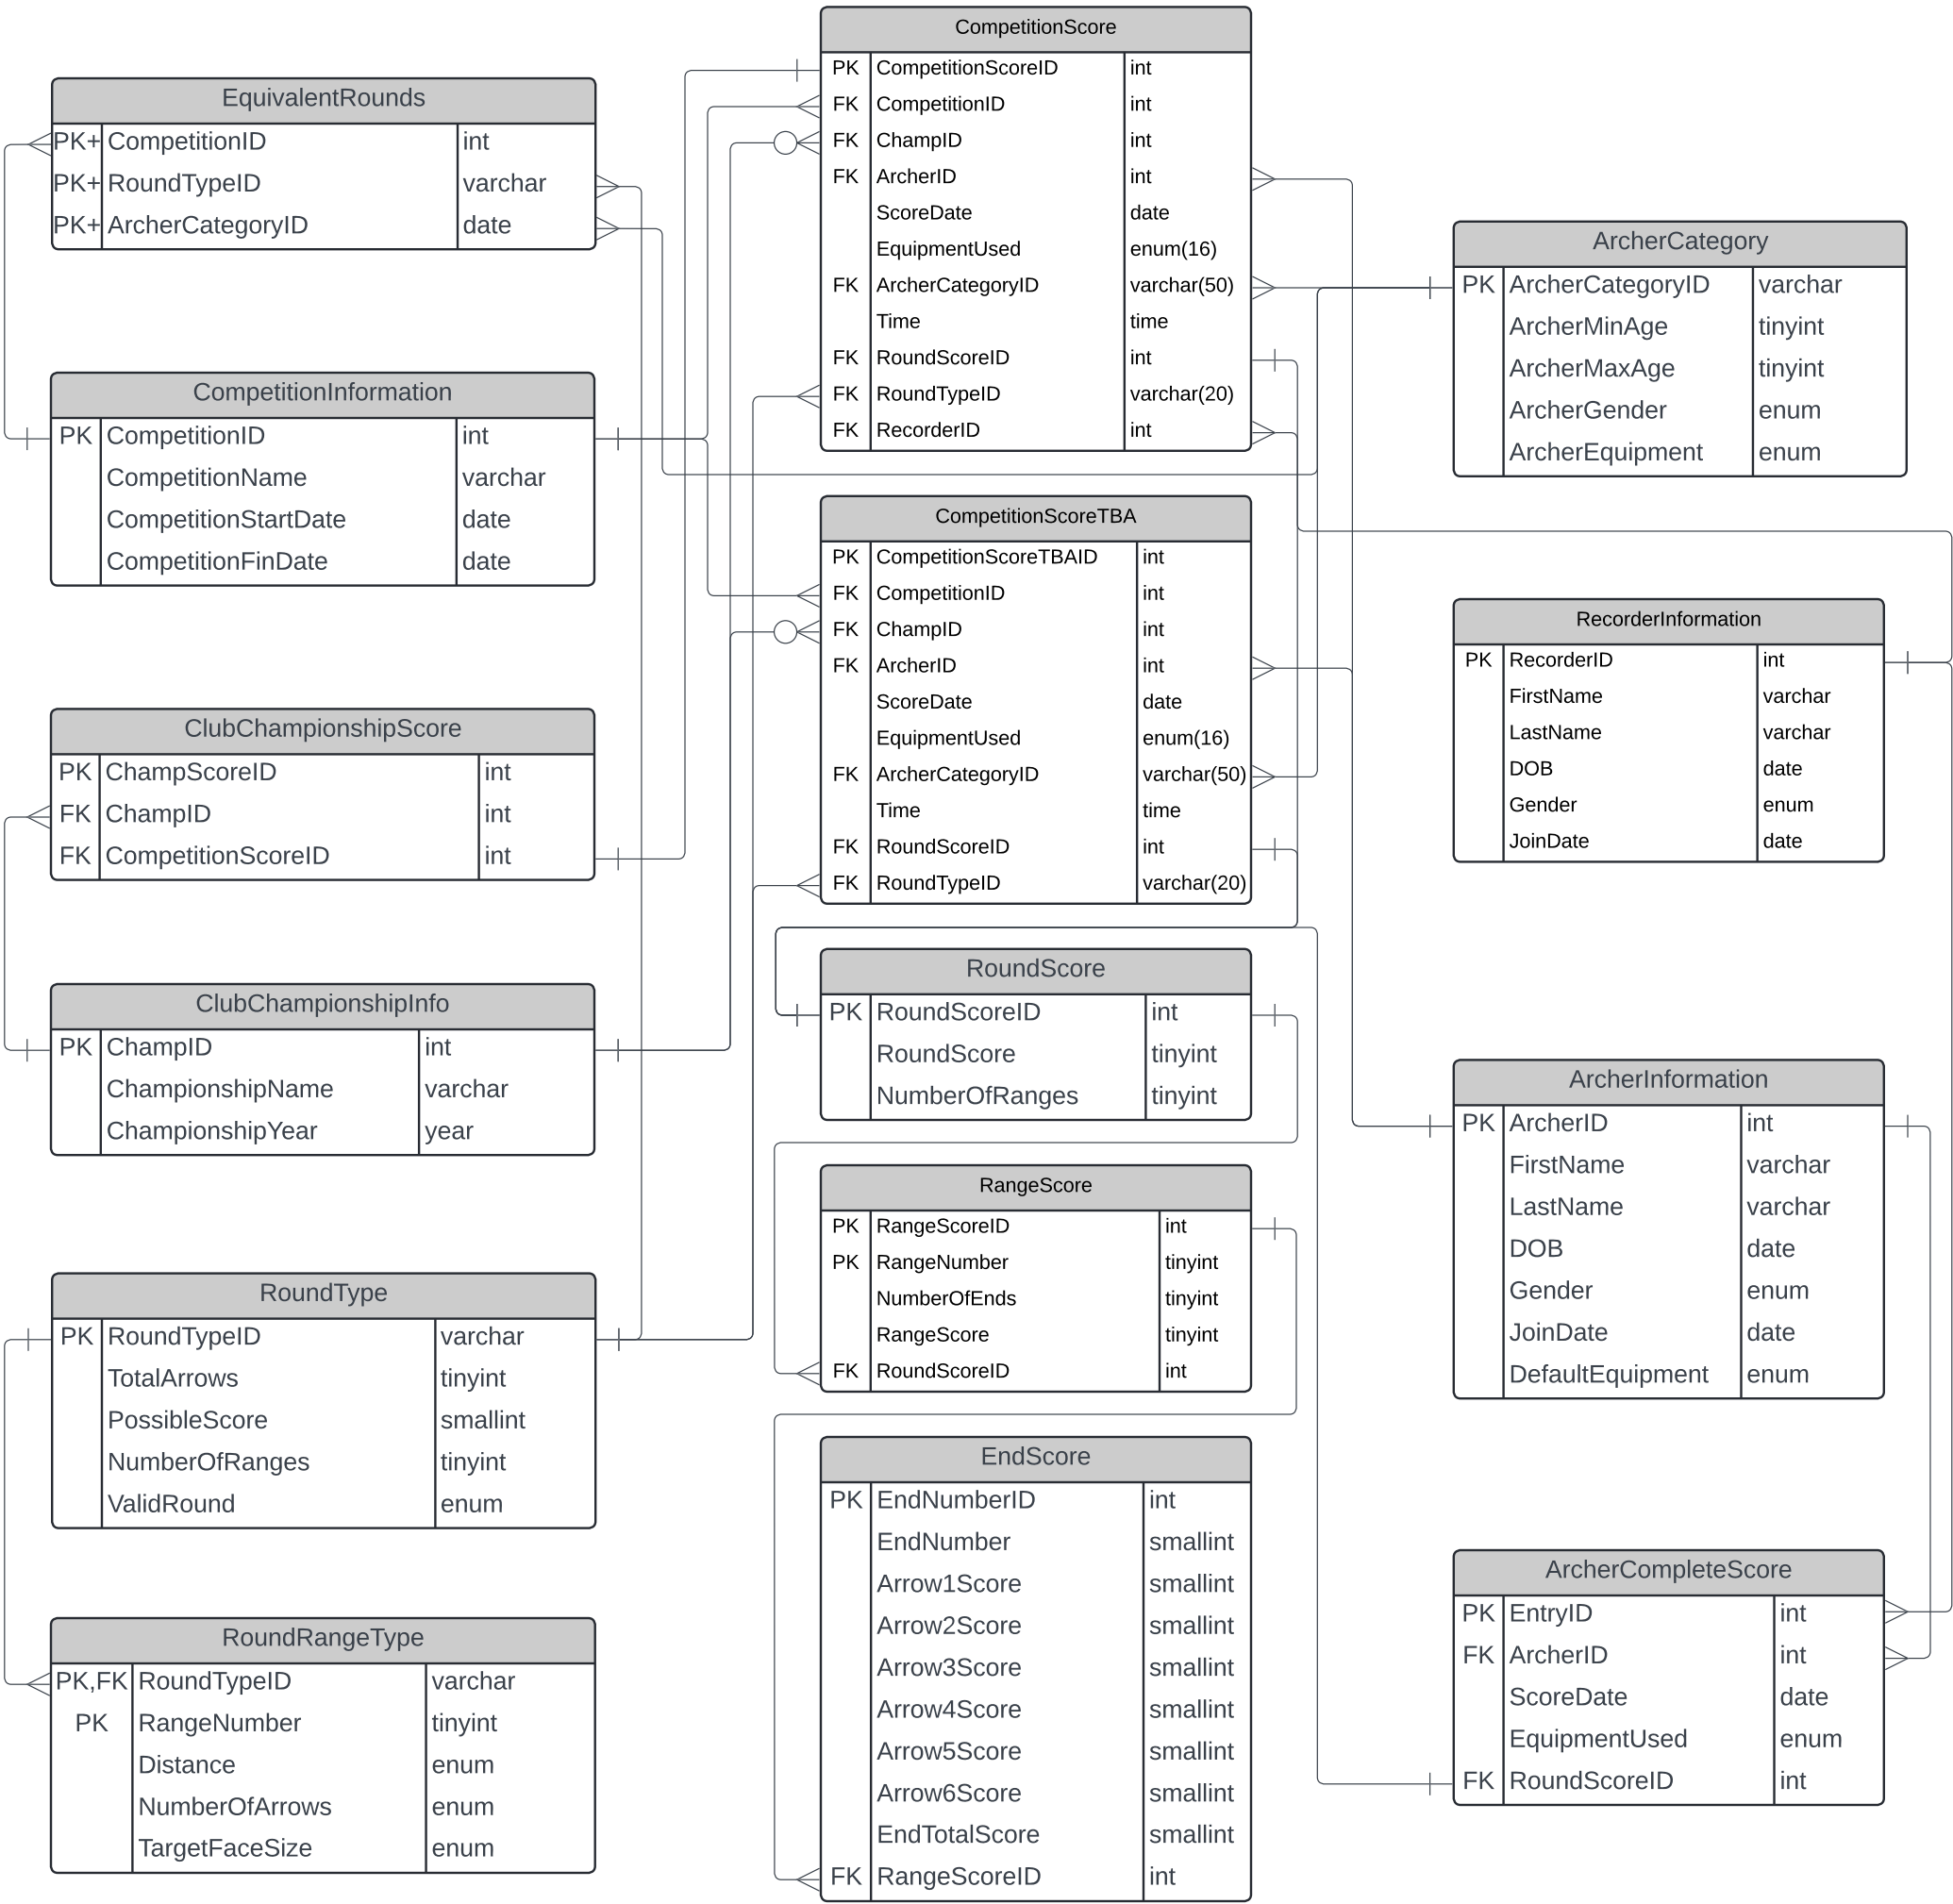 EquivalentRounds
PK+ CompetitionID int
PK+ RoundTypeID varchar
PK+ ArcherCategoryID date
CompetitionInformation
PK CompetitionID int
CompetitionName varchar
CompetitionStartDate date
CompetitionFinDate date
ClubChampionshipScore
PK ChampScoreID int
FK ChampID int
FK CompetitionScoreID int
ClubChampionshipInfo
PK ChampID int
ChampionshipName varchar
ChampionshipYear year
RoundType
PK RoundTypeID varchar
TotalArrows tinyint
PossibleScore smallint
NumberOfRanges tinyint
ValidRound enum
RoundRangeType
PK,FK RoundTypeID varchar
PK RangeNumber tinyint
Distance enum
NumberOfArrows enum
TargetFaceSize enum
CompetitionScore
PK CompetitionScoreID int
FK CompetitionID int
FK ChampID int
FK ArcherID int
ScoreDate date
EquipmentUsed enum(16)
FK ArcherCategoryID varchar(50)
Time time
FK RoundScoreID int
FK RoundTypeID varchar(20)
FK RecorderID int
CompetitionScoreTBA
PK CompetitionScoreTBAID int
FK CompetitionID int
FK ChampID int
FK ArcherID int
ScoreDate date
EquipmentUsed enum(16)
FK ArcherCategoryID varchar(50)
Time time
FK RoundScoreID int
FK RoundTypeID varchar(20)
RoundScore
PK RoundScoreID int
RoundScore tinyint
NumberOfRanges tinyint
RangeScore
PK RangeScoreID int
PK RangeNumber tinyint
NumberOfEnds tinyint
RangeScore tinyint
FK RoundScoreID int
EndScore
PK EndNumberID int
EndNumber smallint
Arrow1Score smallint
Arrow2Score smallint
Arrow3Score smallint
Arrow4Score smallint
Arrow5Score smallint
Arrow6Score smallint
EndTotalScore smallint
FK RangeScoreID int
ArcherCategory
PK ArcherCategoryID varchar
ArcherMinAge tinyint
ArcherMaxAge tinyint
ArcherGender enum
ArcherEquipment enum
RecorderInformation
PK RecorderID int
FirstName varchar
LastName varchar
DOB date
Gender enum
JoinDate date
ArcherInformation
PK ArcherID int
FirstName varchar
LastName varchar
DOB date
Gender enum
JoinDate date
DefaultEquipment enum
ArcherCompleteScore
PK EntryID int
FK ArcherID int
ScoreDate date
EquipmentUsed enum
FK RoundScoreID int